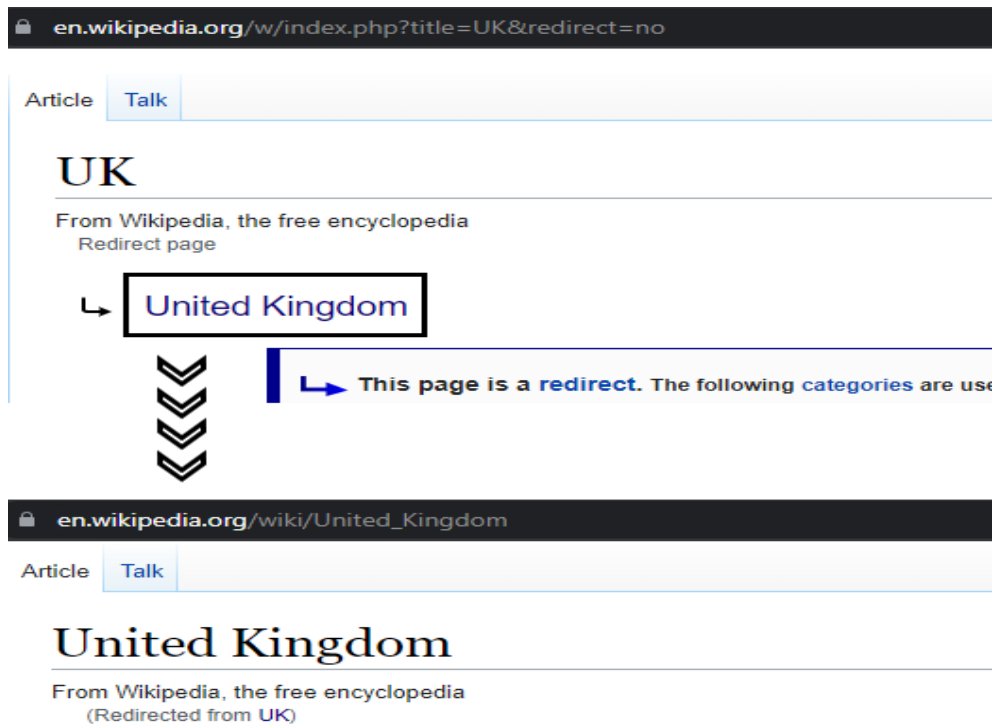 en.wikipedia.org/w/index.php?title=UK&redirect=no
Article Talk
UK
From Wikipedia, the free encyclopedia
Redirect page
United Kingdom
This page is a redirect. The following categories are use
en.wikipedia.org/wiki/United_Kingdom
Article Talk
United Kingdom
From Wikipedia, the free encyclopedia
(Redirected from UK)